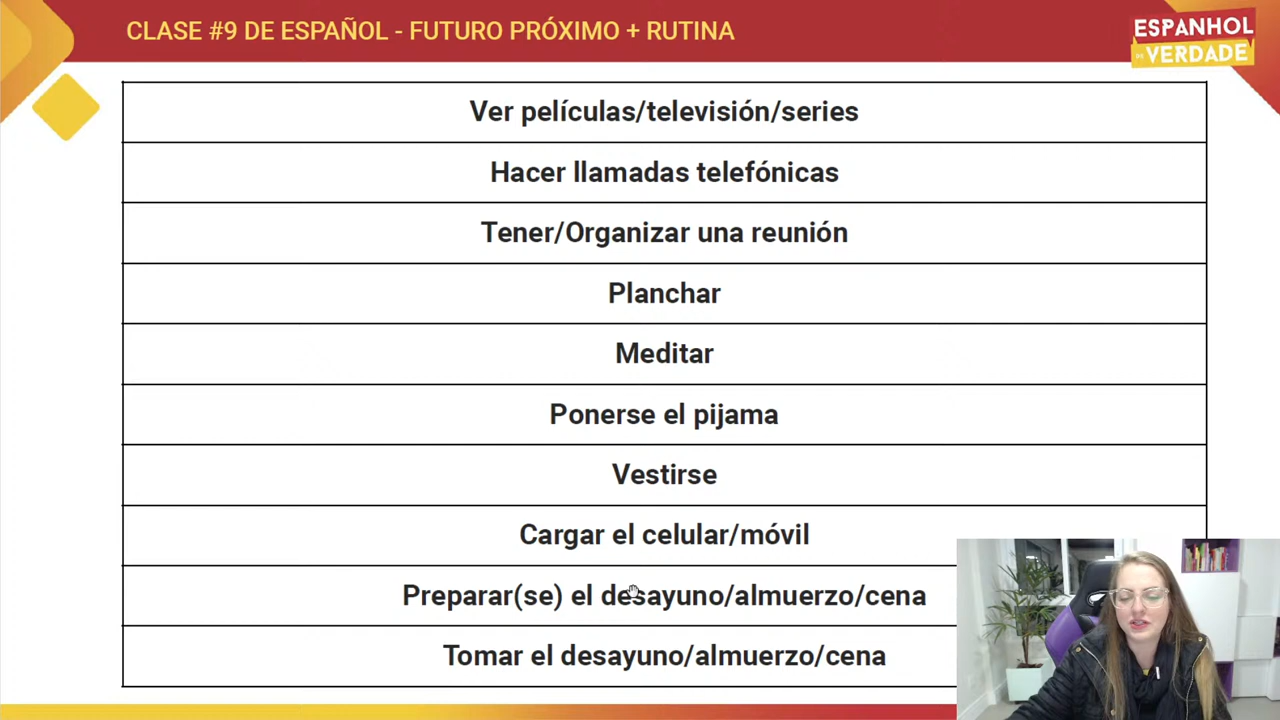 CLASE #9 DE ESPAÑOL - FUTURO PRÓXIMO + RUTINA
ESPANHOL
DE VERDADE
Ver películas/televisión/series
Hacer llamadas telefónicas
Tener/Organizar una reunión
Planchar
Meditar
Ponerse el pijama
Vestirse
Cargar el celular/móvil
Preparar(se) el desayuno/almuerzo/cena
Tomar el desayuno/almuerzo/cena